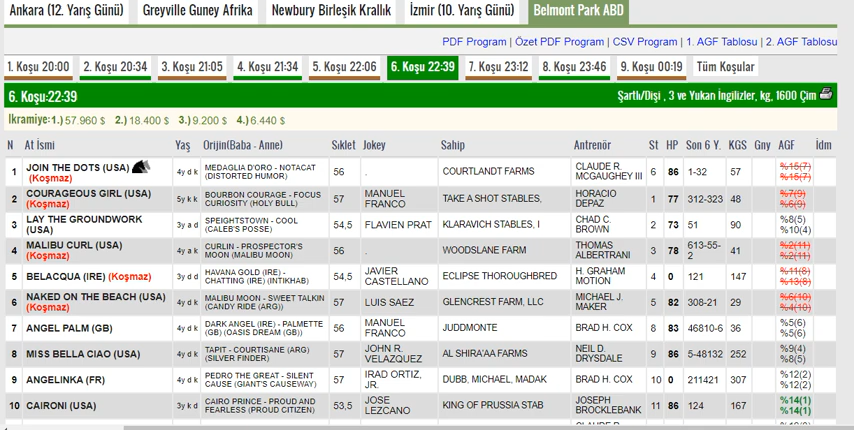 Ankara (12. Yarış Günü) Greyville Guney Afrika Newbury Birleşik Krallık İzmir (10. Yarış Günü) Belmont Park ABD
PDF Program | Özet PDF Program | CSV Program | 1. AGF Tablosu | 2. AGF Tablosu
1. Koşu 20:00 2. Koşu 20:34 3. Koşu 21:05 4. Koşu 21:34 5. Koşu 22:06 6. Koşu 22:39 7. Koşu 23:12 8. Koşu 23:46 9. Koşu 00:19 Tüm Koşular
6. Koşu:22:39 Şartlı/Dişi , 3 ve Yukarı İngilizler, kg, 1600 Çim
İkramiye: 1.) 57.960 $ 2.) 18.400 $ 3.) 9.200 $ 4.) 6.440 $
N At İsmi Yaş Orijin(Baba - Anne) Sıklet Jokey Sahip Antrenör St HP Son 6 Y. KGS Gny AGF İdm
1 JOIN THE DOTS (USA) (Koşmaz) 4y d k MEDAGLIA D'ORO - NOTACAT (DISTORTED HUMOR) 56 . COURTLANDT FARMS CLAUDE R. MCGAUGHEY III 6 86 1-32 57 %15(7) %15(7)
2 COURAGEOUS GIRL (USA) (Koşmaz) 5y k k BOURBON COURAGE - FOCUS CURIOSITY (HOLY BULL) 57 MANUEL FRANCO TAKE A SHOT STABLES, HORACIO DEPAZ 1 77 312-323 48 %7(9) %6(9)
3 LAY THE GROUNDWORK (USA) 3y a d SPEIGHTSTOWN - COOL (CALEB'S POSSE) 54,5 FLAVIEN PRAT KLARAVICH STABLES, I CHAD C. BROWN 2 73 51 90 %8(5) %10(4)
4 MALIBU CURL (USA) (Koşmaz) 4y a k CURLIN - PROSPECTOR'S MOON (MALIBU MOON) 56 . WOODSLANE FARM THOMAS ALBERTRANI 3 78 613-55-2 41 %2(11) %2(11)
5 BELACQUA (IRE) (Koşmaz) 3y d d HAVANA GOLD (IRE) - CHATTING (IRE) (INTIKHAB) 54,5 JAVIER CASTELLANO ECLIPSE THOROUGHBRED H. GRAHAM MOTION 4 0 121 147 %11(8) %13(8)
6 NAKED ON THE BEACH (USA) (Koşmaz) 4y d k MALIBU MOON - SWEET TALKIN CANDY RIDE (ARG)) 57 LUIS SAEZ GLENCREST FARM, LLC MICHAEL J. MAKER 5 82 308-21 29 %6(10) %4(10)
7 ANGEL PALM (GB) 4y d k DARK ANGEL (IRE) - PALMETTE (GB) (OASIS DREAM (GB)) 56 MANUEL FRANCO JUDDMONTE BRAD H. COX 8 83 46810-6 36 %5(6) %8(5)
8 MISS BELLA CIAO (USA) 4y d k TAPIT - COURTISANE (ARG) (SILVER FINDER) 57 JOHN R. VELAZQUEZ AL SHIRA'AA FARMS NEIL D. DRYSDALE 9 86 5-48132 252 %9(4) %8(5)
9 ANGELINKA (FR) 4y d k PEDRO THE GREAT - SILENT CAUSE (GIANT'S CAUSEWAY) 57 IRAD ORTIZ, JR. DUBB, MICHAEL, MADAK BRAD H. COX 10 0 211421 307 %12(2) %12(2)
10 CAIRONI (USA) 3y k d CAIRO PRINCE - PROUD AND FEARLESS (PROUD CITIZEN) 53,5 JOSE LEZCANO KING OF PRUSSIA STAB JOSEPH BROCKLEBANK 11 86 124 167 %14(1) %14(1)